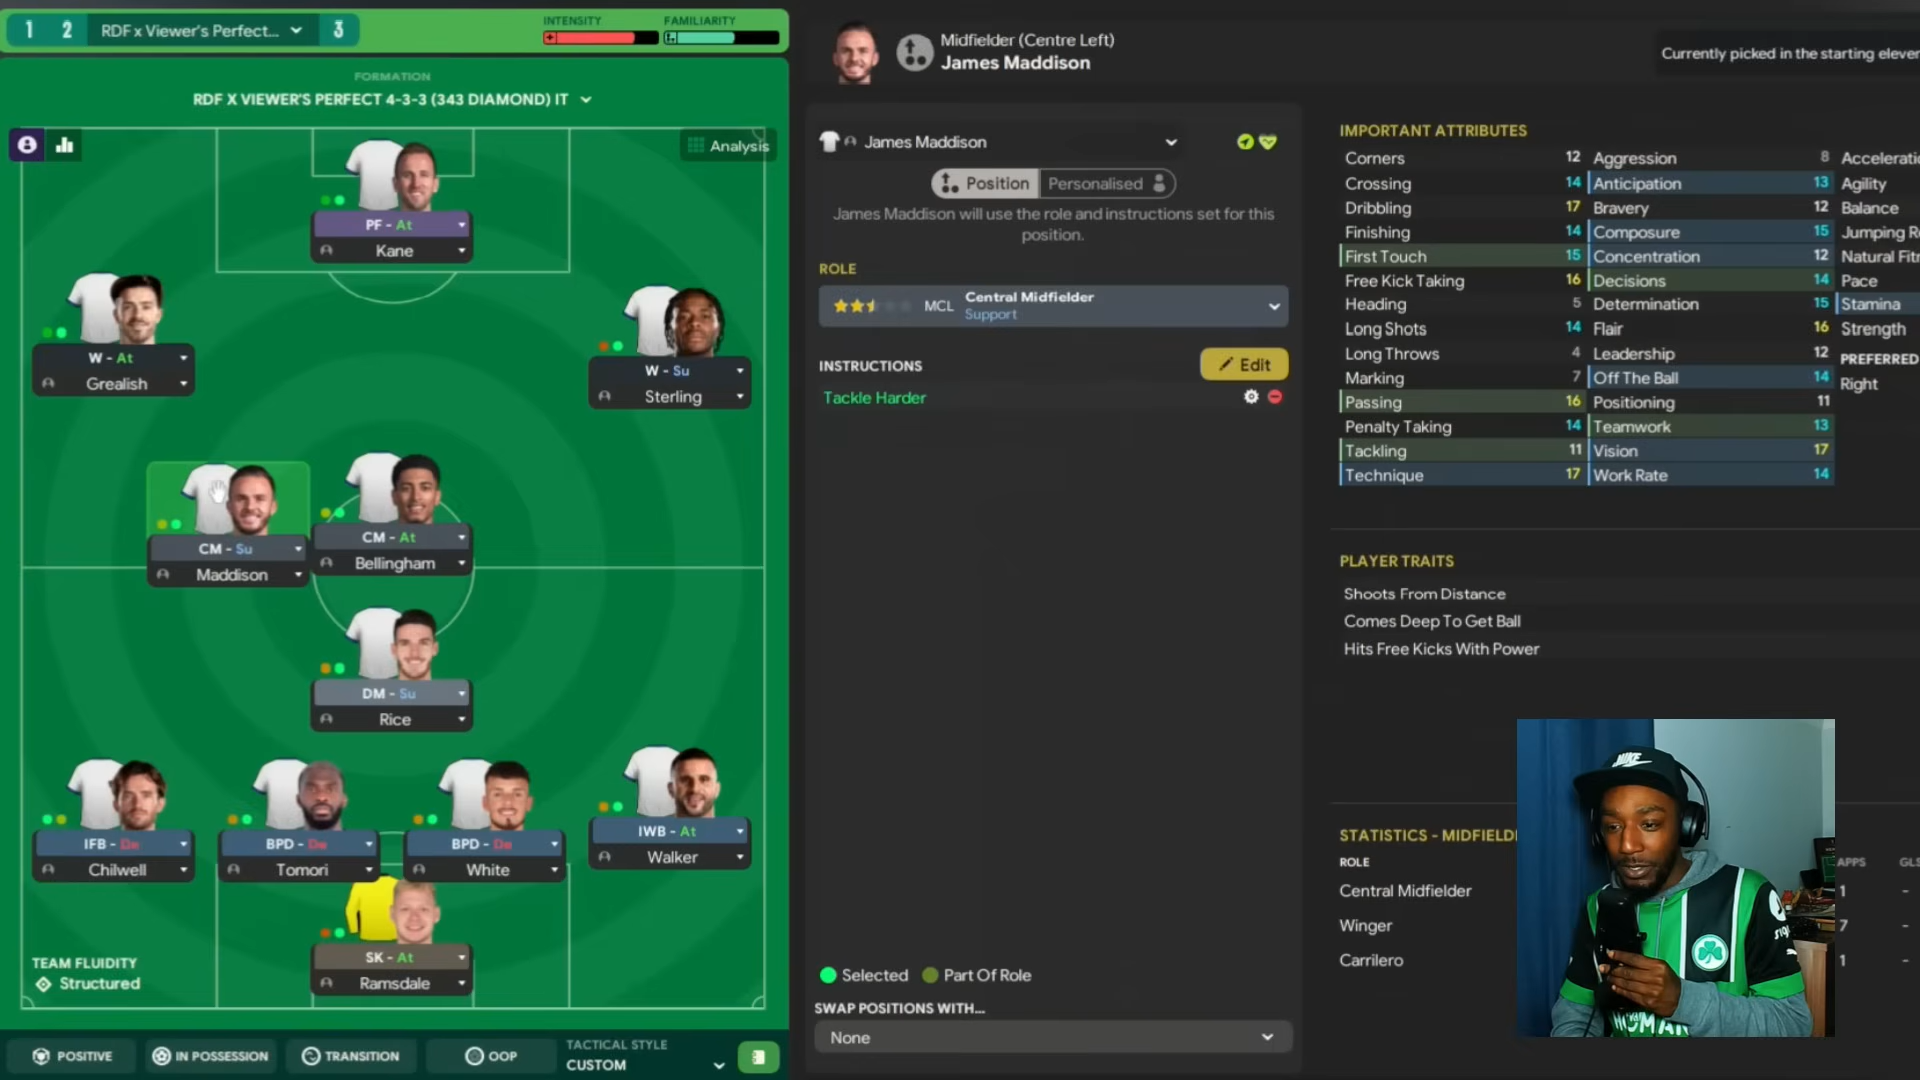 1 2 RDF x Viewer's Perfect... 3
INTENSITY
FAMILIARITY
FORMATION
RDF X VIEWER'S PERFECT 4-3-3 (343 DIAMOND) IT
Analysis
PF - At
Kane
W - At
Grealish
W - Su
Sterling
CM - Su
Maddison
CM - At
Bellingham
DM - Su
Rice
IFB - De
Chilwell
BPD - De
Tomori
BPD - De
White
IWB - At
Walker
SK - At
Ramsdale
TEAM FLUIDITY
Structured
POSITIVE
IN POSSESSION
TRANSITION
OOP
TACTICAL STYLE
CUSTOM
Midfielder (Centre Left)
James Maddison
Currently picked in the starting eleven
James Maddison
Position Personalised
James Maddison will use the role and instructions set for this
position.
ROLE
MCL
Central Midfielder
Support
INSTRUCTIONS
Edit
Tackle Harder
Selected Part Of Role
SWAP POSITIONS WITH...
None
IMPORTANT ATTRIBUTES
Corners 12 Aggression 8
Crossing 14 Anticipation 13 Agility
Dribbling 17 Bravery 12 Balance
Finishing 14 Composure 15
First Touch 15 Concentration 12
Free Kick Taking 16 Decisions 14 Pace
Heading 5 Determination 15 Stamina
Long Shots 14 Flair 16 Strength
Long Throws 4 Leadership 12 PREFERRED
Marking 7 Off The Ball 14 Right
Passing 16 Positioning 11
Penalty Taking 14 Teamwork 13
Tackling 11 Vision 17
Technique 17 Work Rate 14
PLAYER TRAITS
Shoots From Distance
Comes Deep To Get Ball
Hits Free Kicks With Power
STATISTICS - MIDFIELD
ROLE APPS GLS
Central Midfielder 1 -
Winger 7 -
Carrilero 1 -